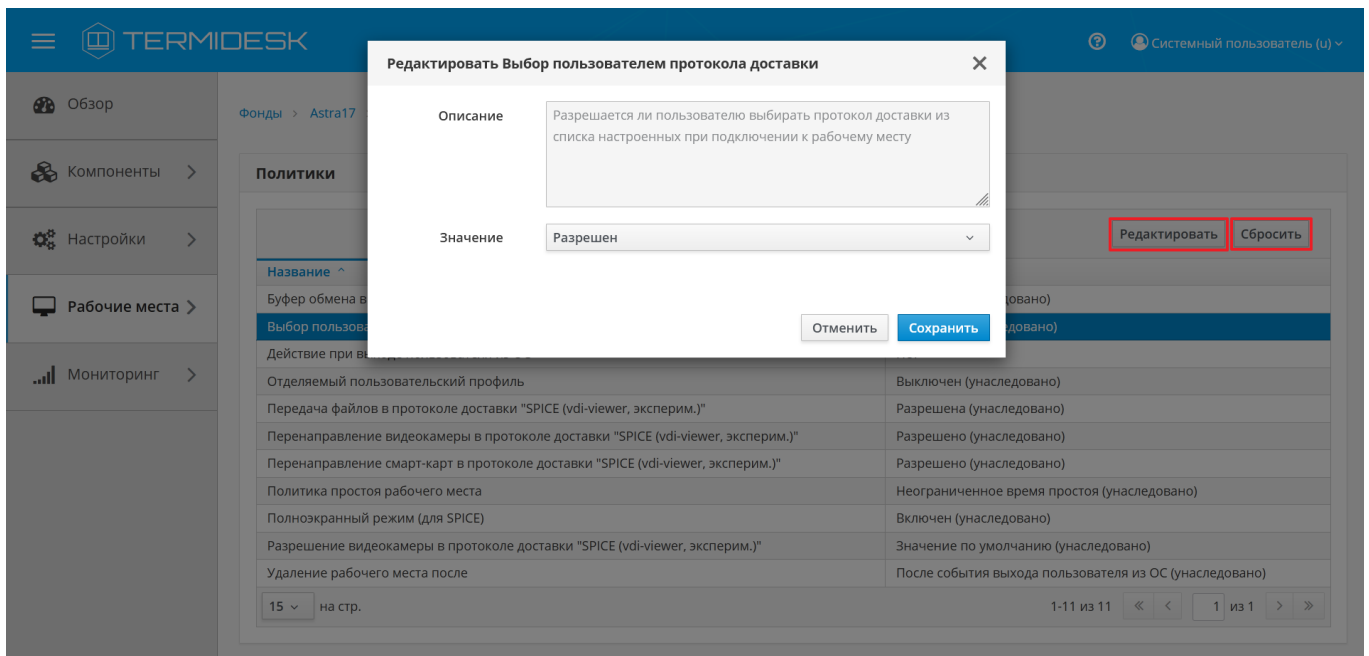 TERMIDESK
Системный пользователь (u)
Редактировать Выбор пользователем протокола доставки
Обзор
Фонды > Astra17
Описание
Разрешается ли пользователю выбирать протокол доставки из
списка настроенных при подключении к рабочему месту
Компоненты
Политики
Настройки
Значение
Разрешен
Редактировать
Сбросить
Название
Рабочие места
Буфер обмена в
Выбор пользова
Отменить
Сохранить
Действие при
Мониторинг
Отделяемый пользовательский профиль
Выключен (унаследовано)
Передача файлов в протоколе доставки "SPICE (vdi-viewer, эксперим.)"
Разрешена (унаследовано)
Перенаправление видеокамеры в протоколе доставки "SPICE (vdi-viewer, эксперим.)"
Разрешено (унаследовано)
Перенаправление смарт-карт в протоколе доставки "SPICE (vdi-viewer, эксперим.)"
Разрешено (унаследовано)
Политика простоя рабочего места
Неограниченное время простоя (унаследовано)
Полноэкранный режим (для SPICE)
Включен (унаследовано)
Разрешение видеокамеры в протоколе доставки "SPICE (vdi-viewer, эксперим.)"
Значение по умолчанию (унаследовано)
Удаление рабочего места после
После события выхода пользователя из ОС (унаследовано)
15 на стр.
1-11 из 11 « < 1 из 1 > »